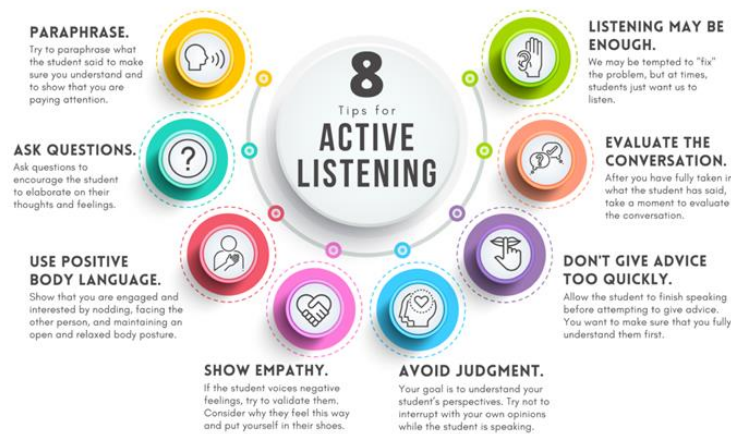 8
Tips for
ACTIVE
LISTENING
PARAPHRASE.
Try to paraphrase what
the student said to make
sure you understand and
to show that you are
paying attention.
ASK QUESTIONS.
Ask questions to
encourage the student
to elaborate on their
thoughts and feelings.
?
USE POSITIVE
BODY LANGUAGE.
Show that you are engaged and
interested by nodding, facing the
other person, and maintaining an
open and relaxed body posture.
SHOW EMPATHY.
If the student voices negative
feelings, try to validate them.
Consider why they feel this way
and put yourself in their shoes.
AVOID JUDGMENT.
Your goal is to understand your
student's perspectives. Try not to
interrupt with your own opinions
while the student is speaking.
DON'T GIVE ADVICE
TOO QUICKLY.
Allow the student to finish speaking
before attempting to give advice.
You want to make sure that you fully
understand them first.
EVALUATE THE
CONVERSATION.
After you have fully taken in
what the student has said,
take a moment to evaluate
the conversation.
?
LISTENING MAY BE
ENOUGH.
We may be tempted to "fix"
the problem, but at times,
students just want us to
listen.